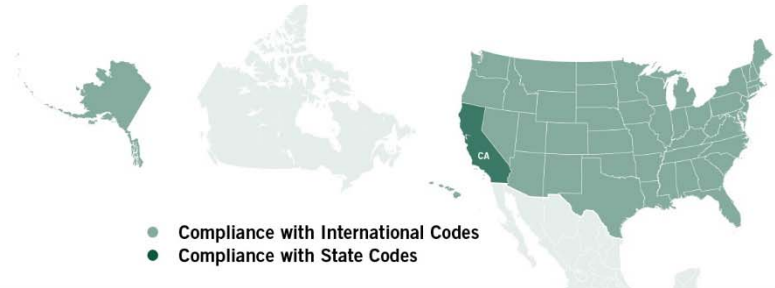 CA
Compliance with International Codes
Compliance with State Codes